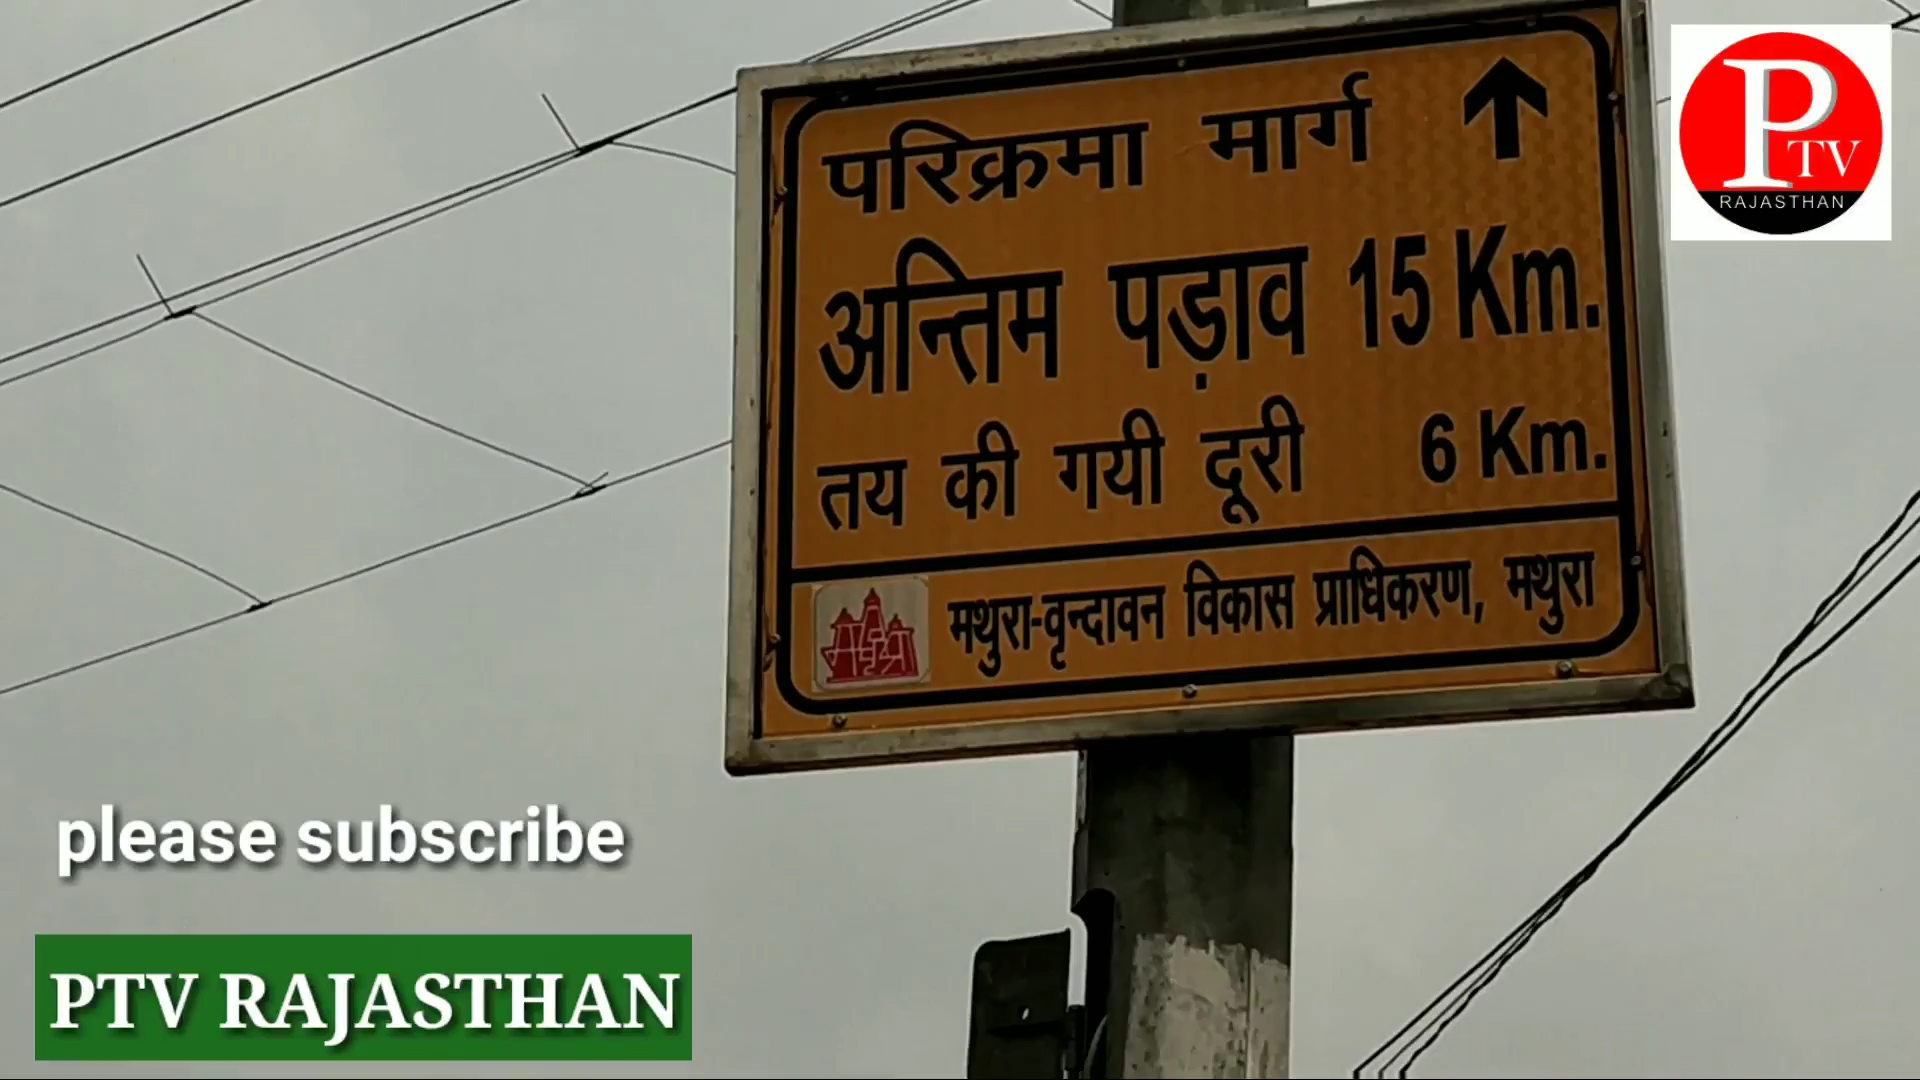 परिक्रमा मार्ग
अन्तिम पड़ाव 15 Km.
तय की गयी दूरी 6 Km.
मथुरा-वृन्दावन विकास प्राधिकरण, मथुरा
PTV
RAJASTHAN
please subscribe
PTV RAJASTHAN